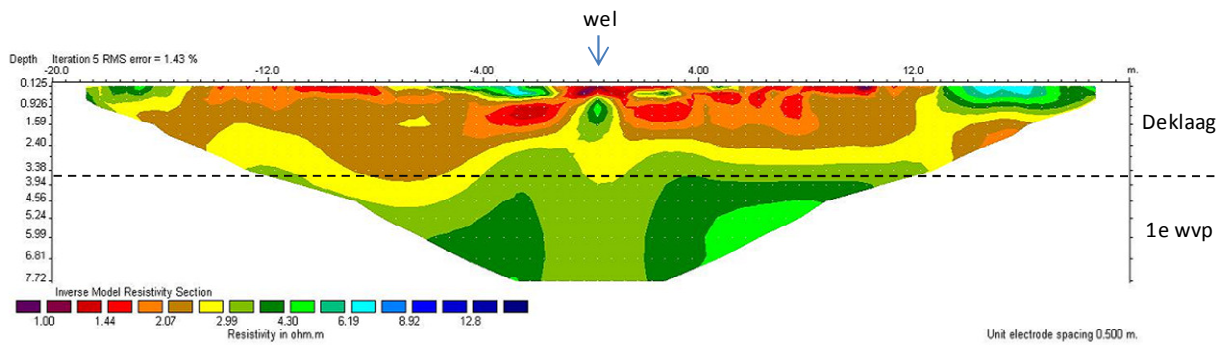 wel
Depth Iteration 5 RMS error = 1.43 %
-20.0 -12.0 -4.00 4.00 12.0 m.
0.125
0.926
1.59
2.40
3.38
3.94
4.66
5.24
5.99
6.81
7.72
Deklaag
1e wvp
Inverse Model Resistivity Section
1.00 1.44 2.07 2.99 4.30 6.19 8.92 12.8
Resistivity in ohm.m
Unit electrode spacing 0.500 m.